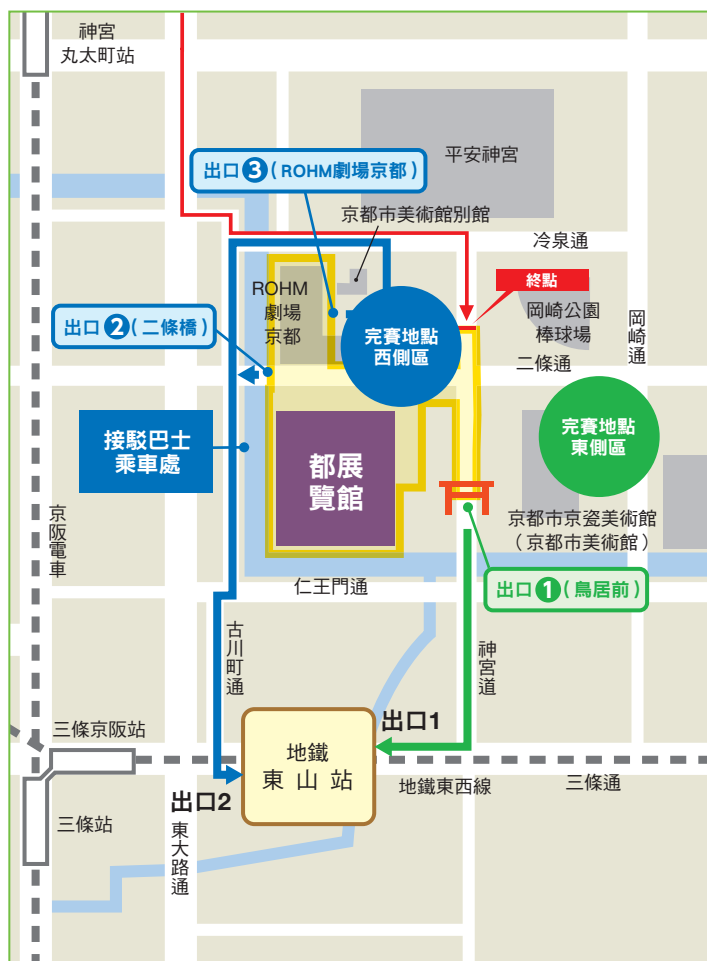 神宮
丸太町站
平安神宮
出口❸(ROHM劇場京都)
京都市美術館別館
冷泉通
ROHM
劇場
京都
終點
岡崎公園
棒球場
岡崎通
出口❷(二條橋)
完賽地點
西側區
二條通
完賽地點
東側區
接駁巴士
乘車處
都展
覽館
京阪電車
京都市京瓷美術館
(京都市美術館)
仁王門通
出口❶(鳥居前)
古川町通
神宮道
出口1
三條京阪站
地鐵
東山站
地鐵東西線
三條通
出口2
三條站
東大路通